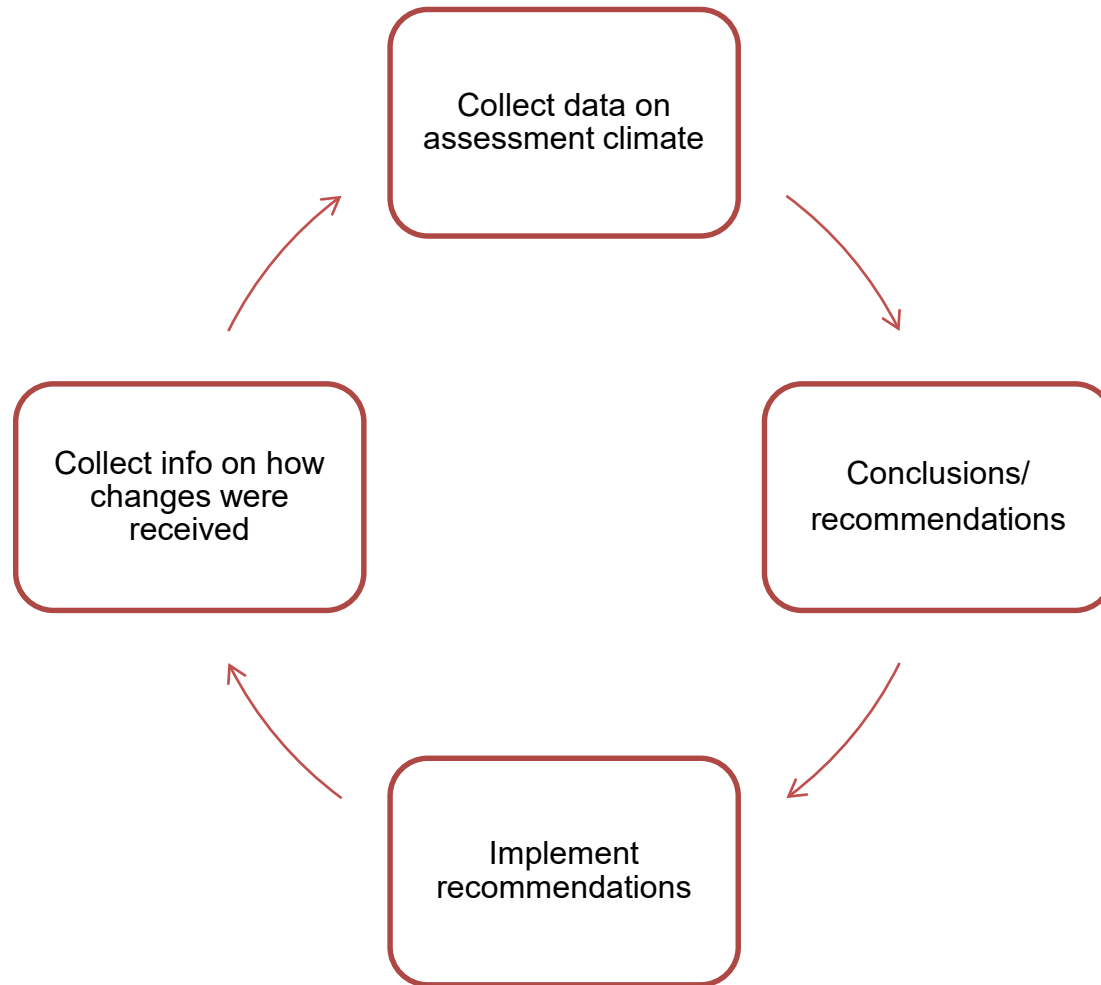 Collect data on
assessment climate
Conclusions/
recommendations
Implement
recommendations
Collect info on how
changes were
received